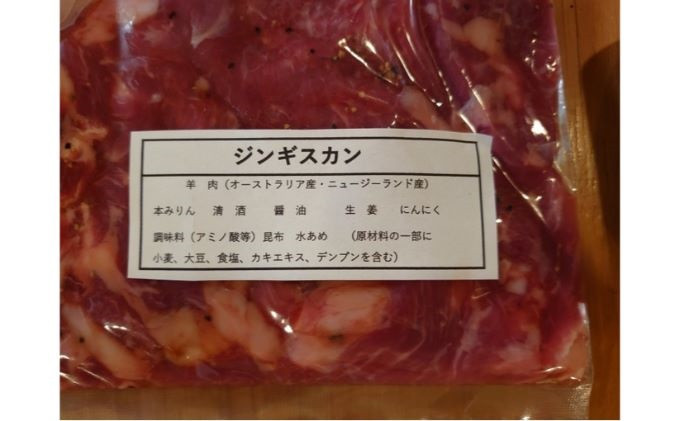 ジンギスカン
羊 肉（オーストラリア産・ニュージーランド産）
本みりん 清 酒 醤 油 生 姜 にんにく
調味料（アミノ酸等）昆布 水あめ （原材料の一部に
小麦、大豆、食塩、カキエキス、デンプンを含む）